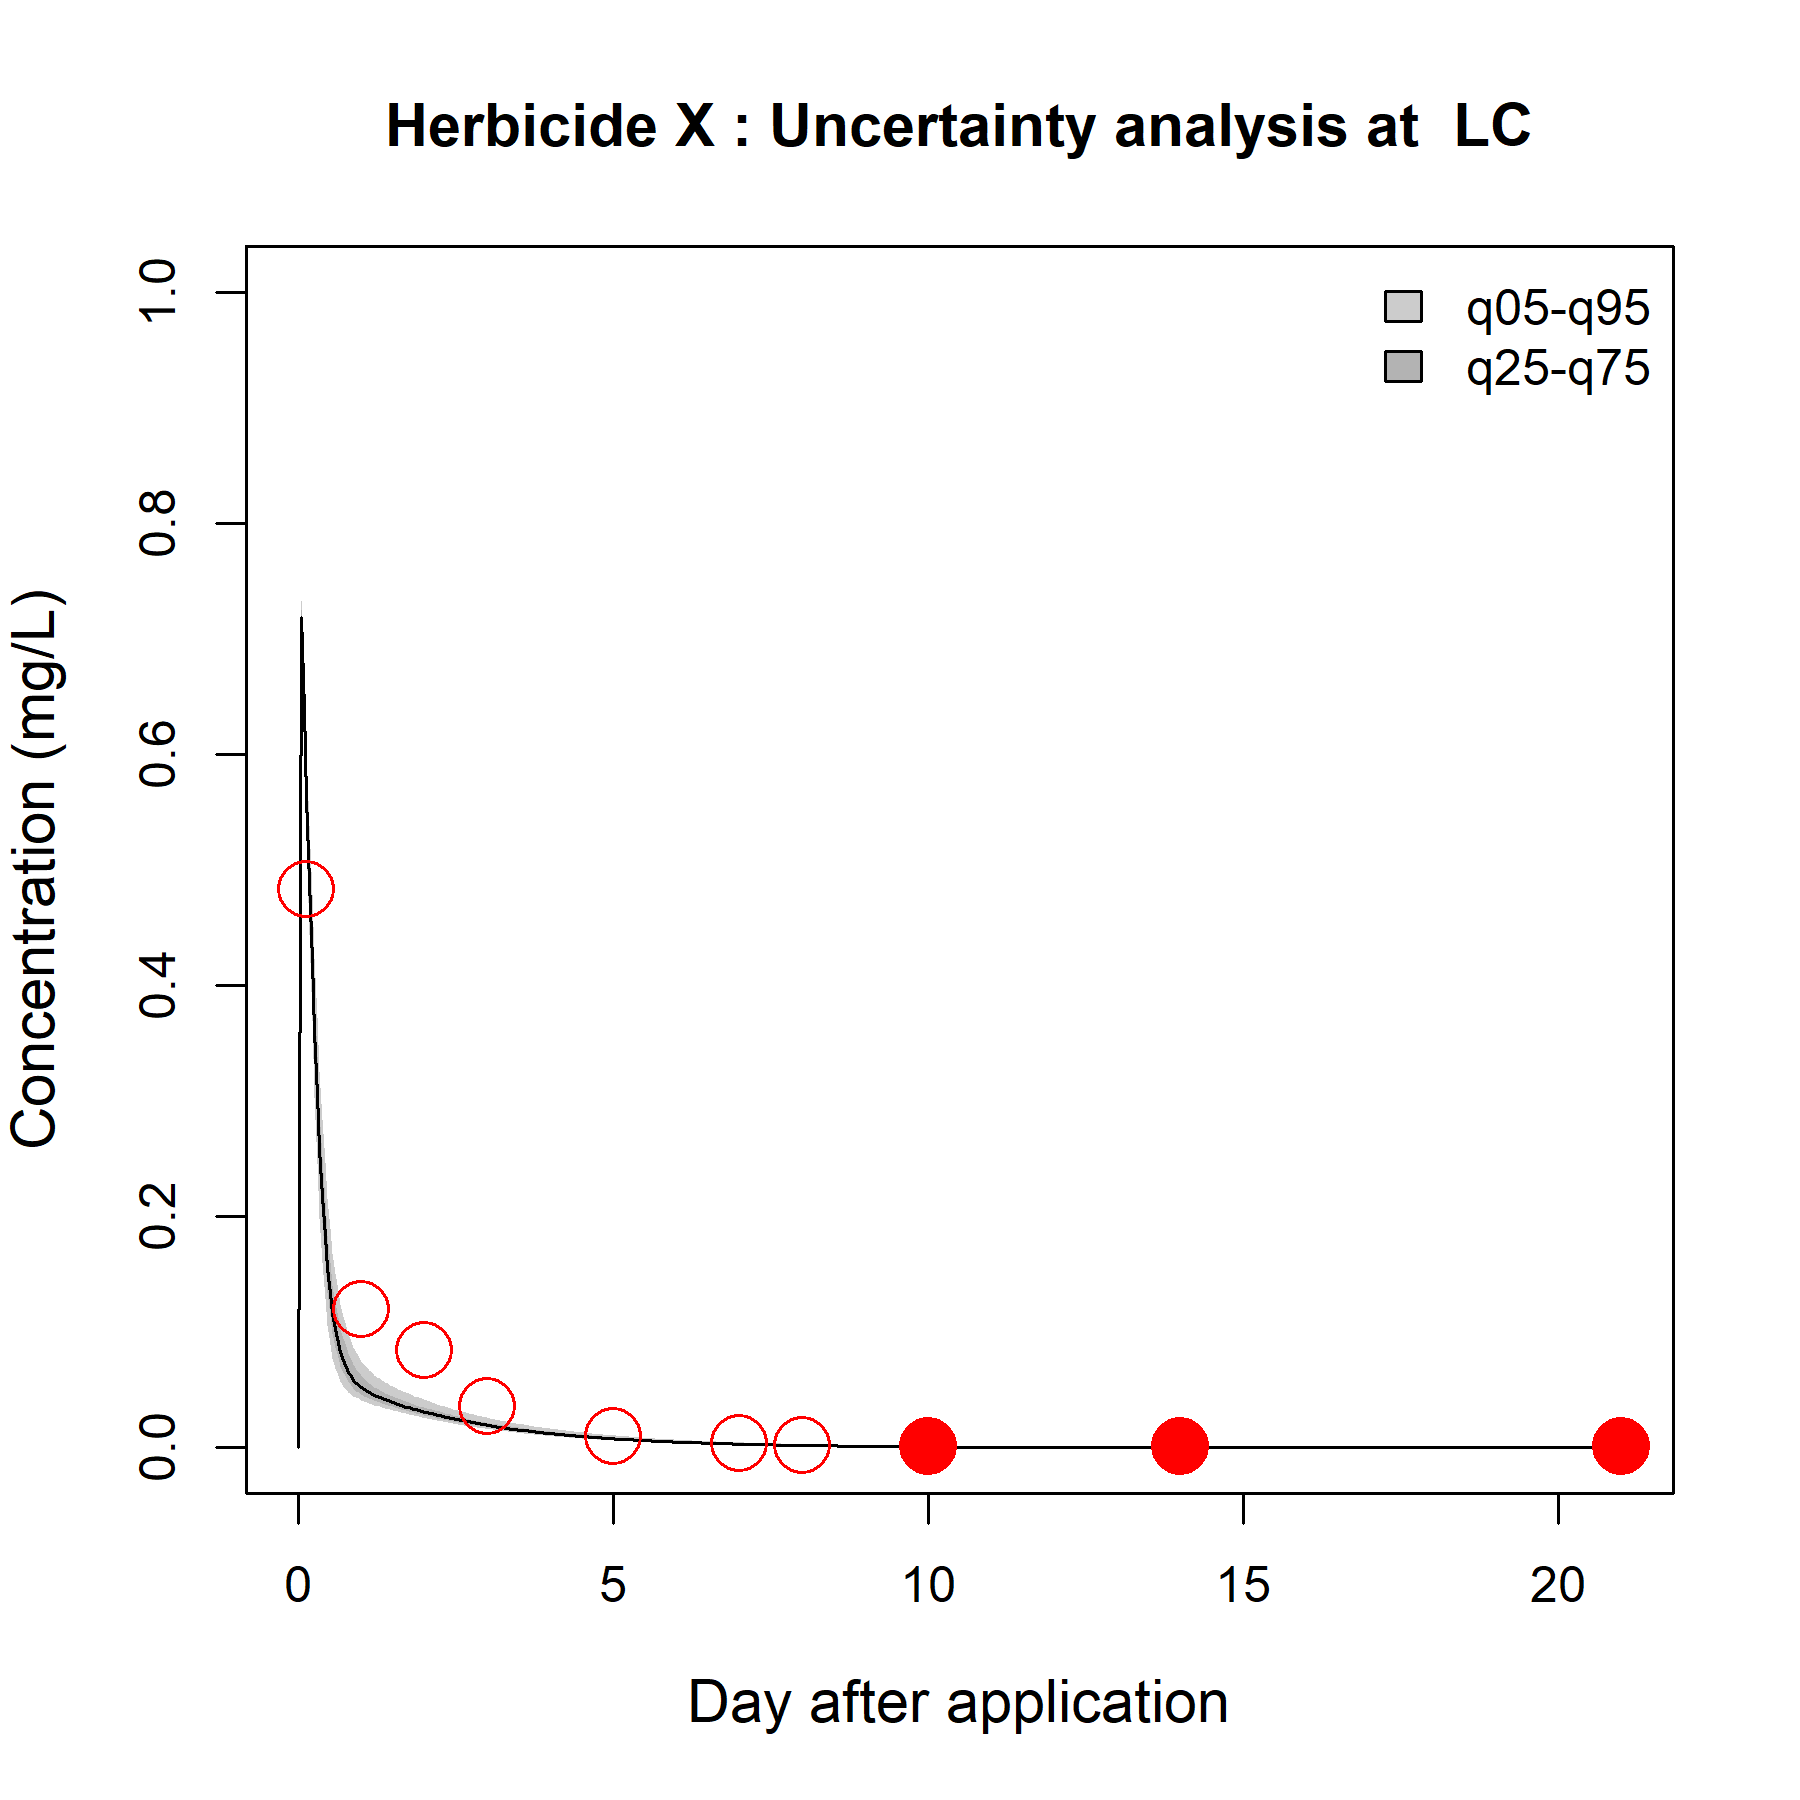 Herbicide X : Uncertainty analysis at  LC
q05-q95
q25-q75
Concentration (mg/L)
1.0
0.8
0.6
0.4
0.2
0.0
0 5 10 15 20
Day after application